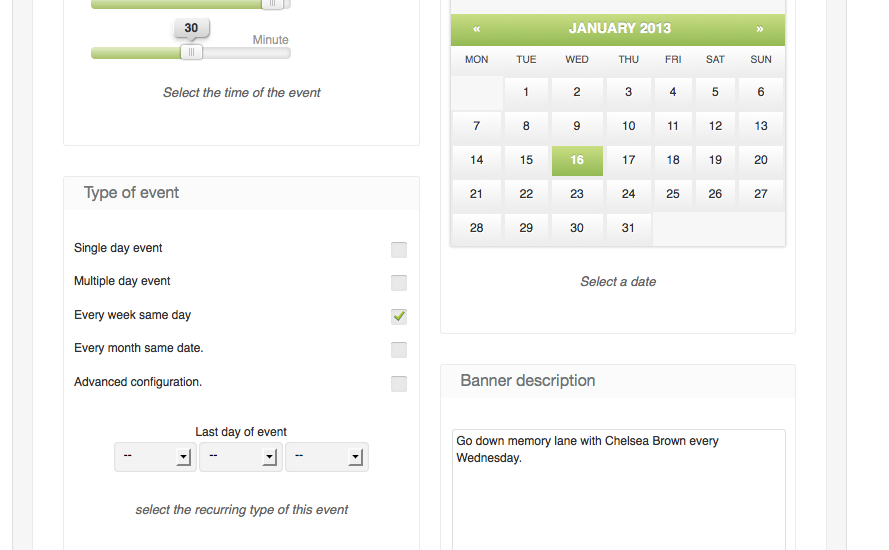 30
Minute
Select the time of the event
Type of event
Single day event
Multiple day event
Every week same day
Every month same date.
Advanced configuration.
Last day of event
-- -- --
select the recurring type of this event
« JANUARY 2013 »
MON TUE WED THU FRI SAT SUN
1 2 3 4 5 6
7 8 9 10 11 12 13
14 15 16 17 18 19 20
21 22 23 24 25 26 27
28 29 30 31
Select a date
Banner description
Go down memory lane with Chelsea Brown every
Wednesday.